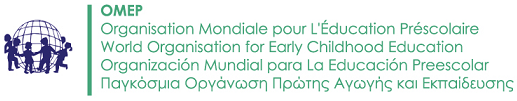 OMEP
Organisation Mondiale pour L'Éducation Préscolaire
World Organisation for Early Childhood Education
Organización Mundial para La Educación Preescolar
Παγκόσμια Οργάνωση Πρώτης Αγωγής και Εκπαίδευσης